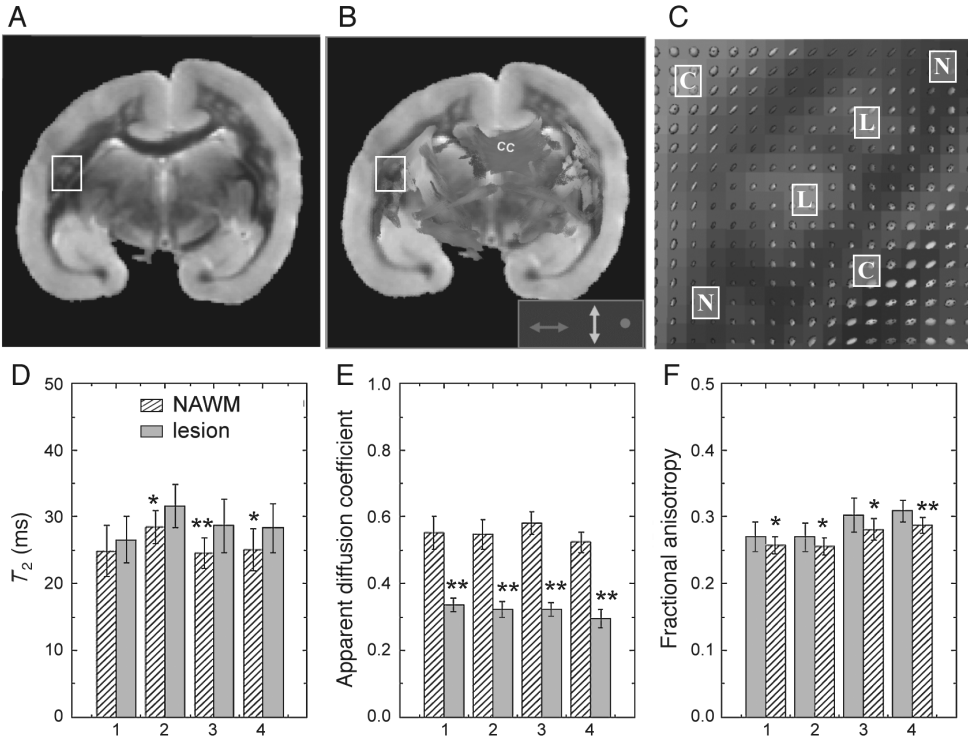 A
B
C
cc
C
N
L
L
C
N
D
E
F
T2 (ms)
50
40
30
20
10
0
NAWM
lesion
*
**
*
1
2
3
4
Apparent diffusion coefficient
1.0
0.8
0.6
0.4
0.2
0.0
**
**
**
**
1
2
3
4
Fractional anisotropy
0.5
0.4
0.3
0.2
0.1
0.0
*
*
*
**
1
2
3
4